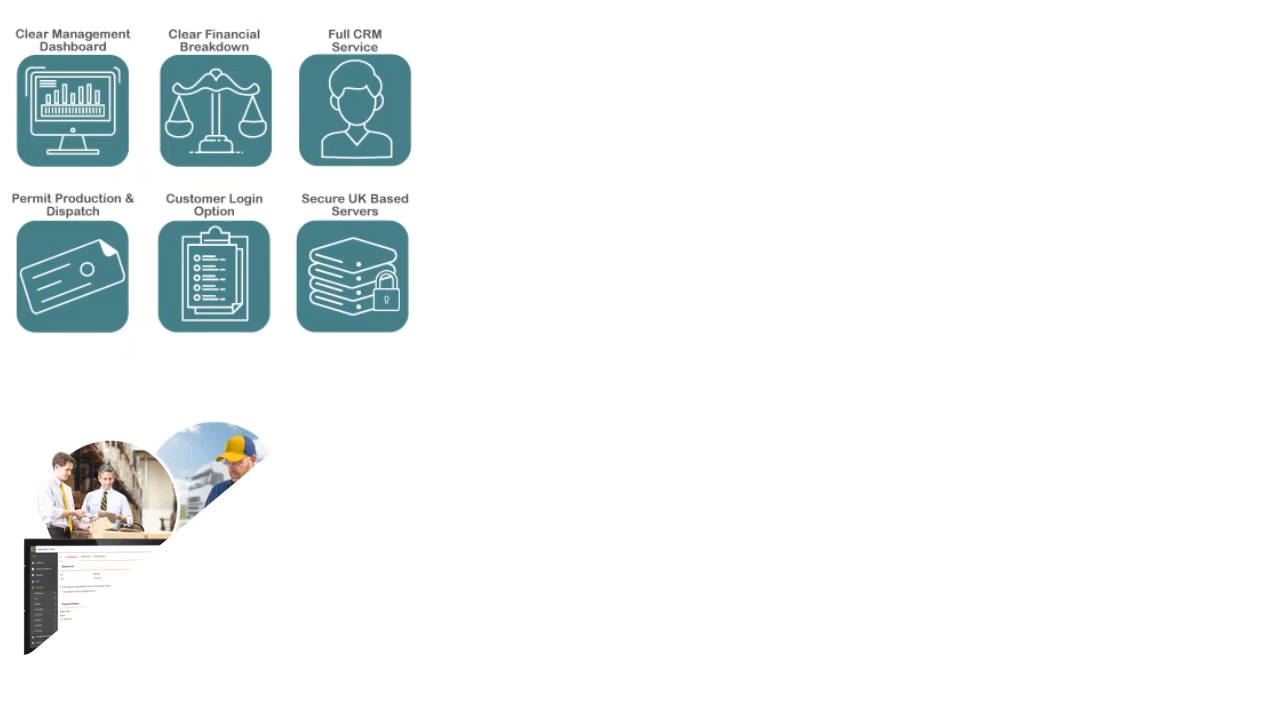 Clear Management
Dashboard
Clear Financial
Breakdown
Full CRM
Service
Permit Production &
Dispatch
Customer Login
Option
Secure UK Based
Servers